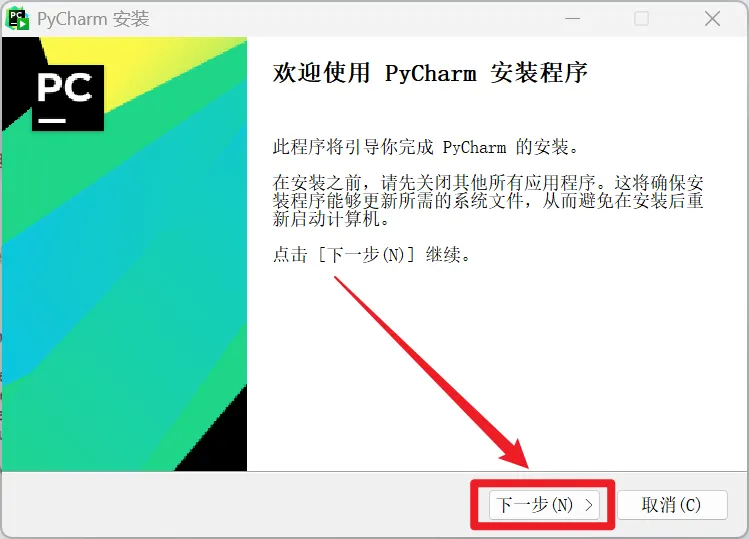 PC PyCharm 安装
PC
欢迎使用 PyCharm 安装程序
此程序将引导你完成 PyCharm 的安装。
在安装之前，请先关闭其他所有应用程序。这将确保安
装程序能够更新所需的系统文件，从而避免在安装后重
新启动计算机。
点击 [下一步(N)] 继续。
下一步(N) >
取消(C)